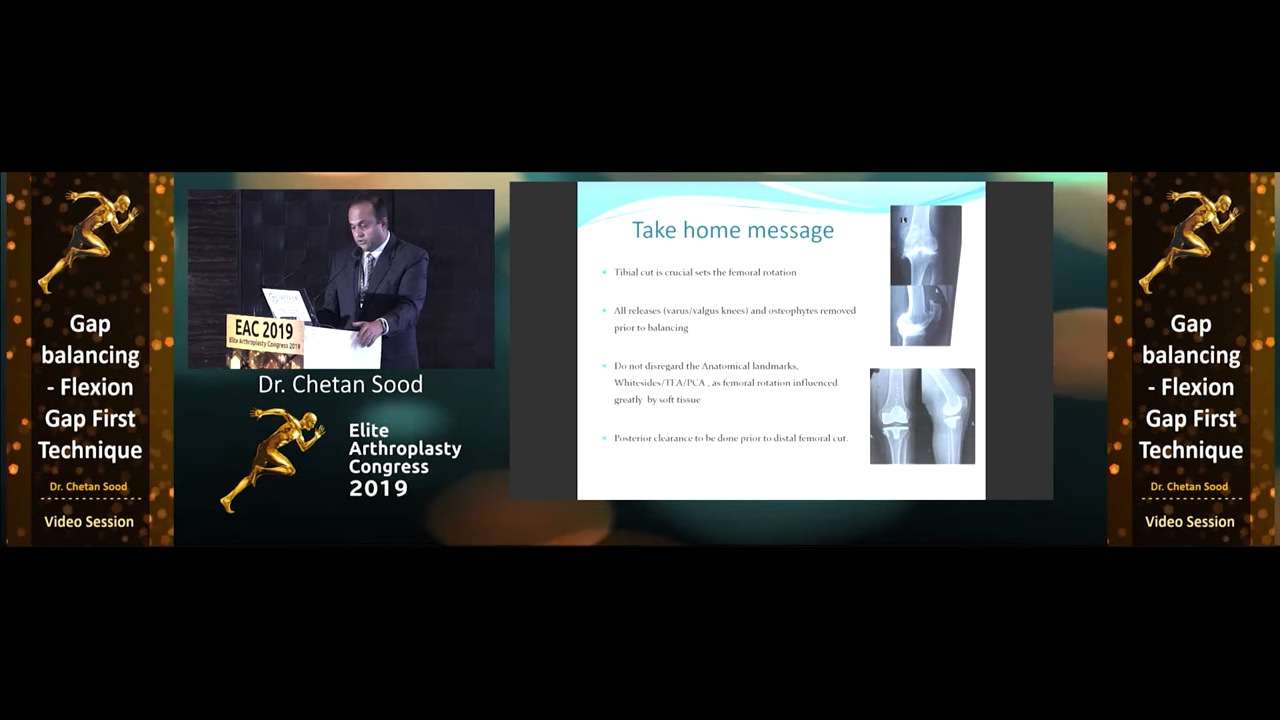 Gap
balancing
- Flexion
Gap First
Technique
Dr. Chetan Sood
Video Session
EAC 2019
Elite Arthroplasty Congress 2019
Dr. Chetan Sood
Elite
Arthroplasty
Congress
2019
Take home message
Tibial cut is crucial sets the femoral rotation
All releases (varus/valgus knees) and osteophytes removed
prior to balancing
Do not disregard the Anatomical landmarks,
Whitesides/TEA/PCA , as femoral rotation influenced
greatly by soft tissue
Posterior clearance to be done prior to distal femoral cut.
Gap
balancing
- Flexion
Gap First
Technique
Dr. Chetan Sood
Video Session